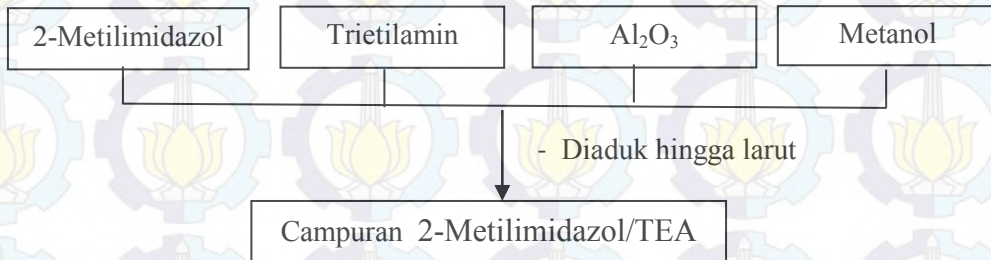 2-Metilimidazol
Trietilamin
Al₂O₃
Metanol
- Diaduk hingga larut
Campuran 2-Metilimidazol/TEA